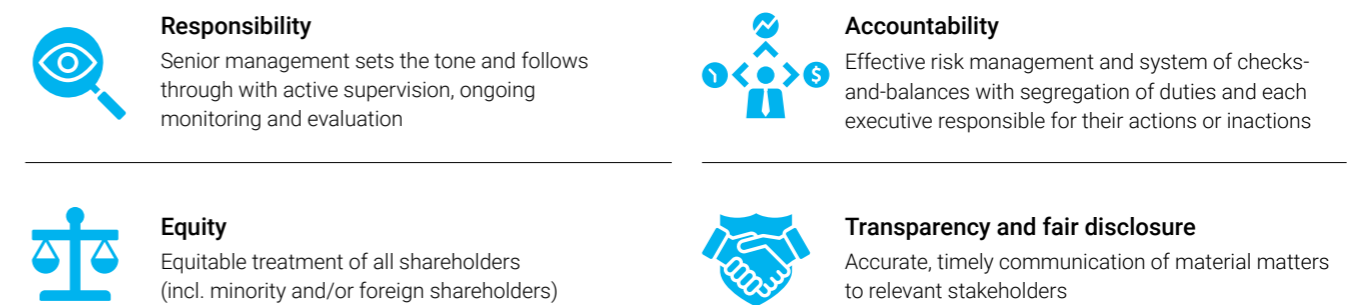 Responsibility
Senior management sets the tone and follows
through with active supervision, ongoing
monitoring and evaluation
Accountability
Effective risk management and system of checks-
and-balances with segregation of duties and each
executive responsible for their actions or inactions
Equity
Equitable treatment of all shareholders
(incl. minority and/or foreign shareholders)
Transparency and fair disclosure
Accurate, timely communication of material matters
to relevant stakeholders
$